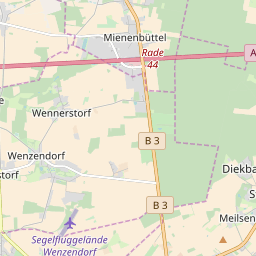 Mienenbüttel
Rade
44
A
e
Wennerstorf
B 3
Wenzendorf
storf
Diekba
S
B 3
Meilsen
Segelfluggelände
Wenzendorf